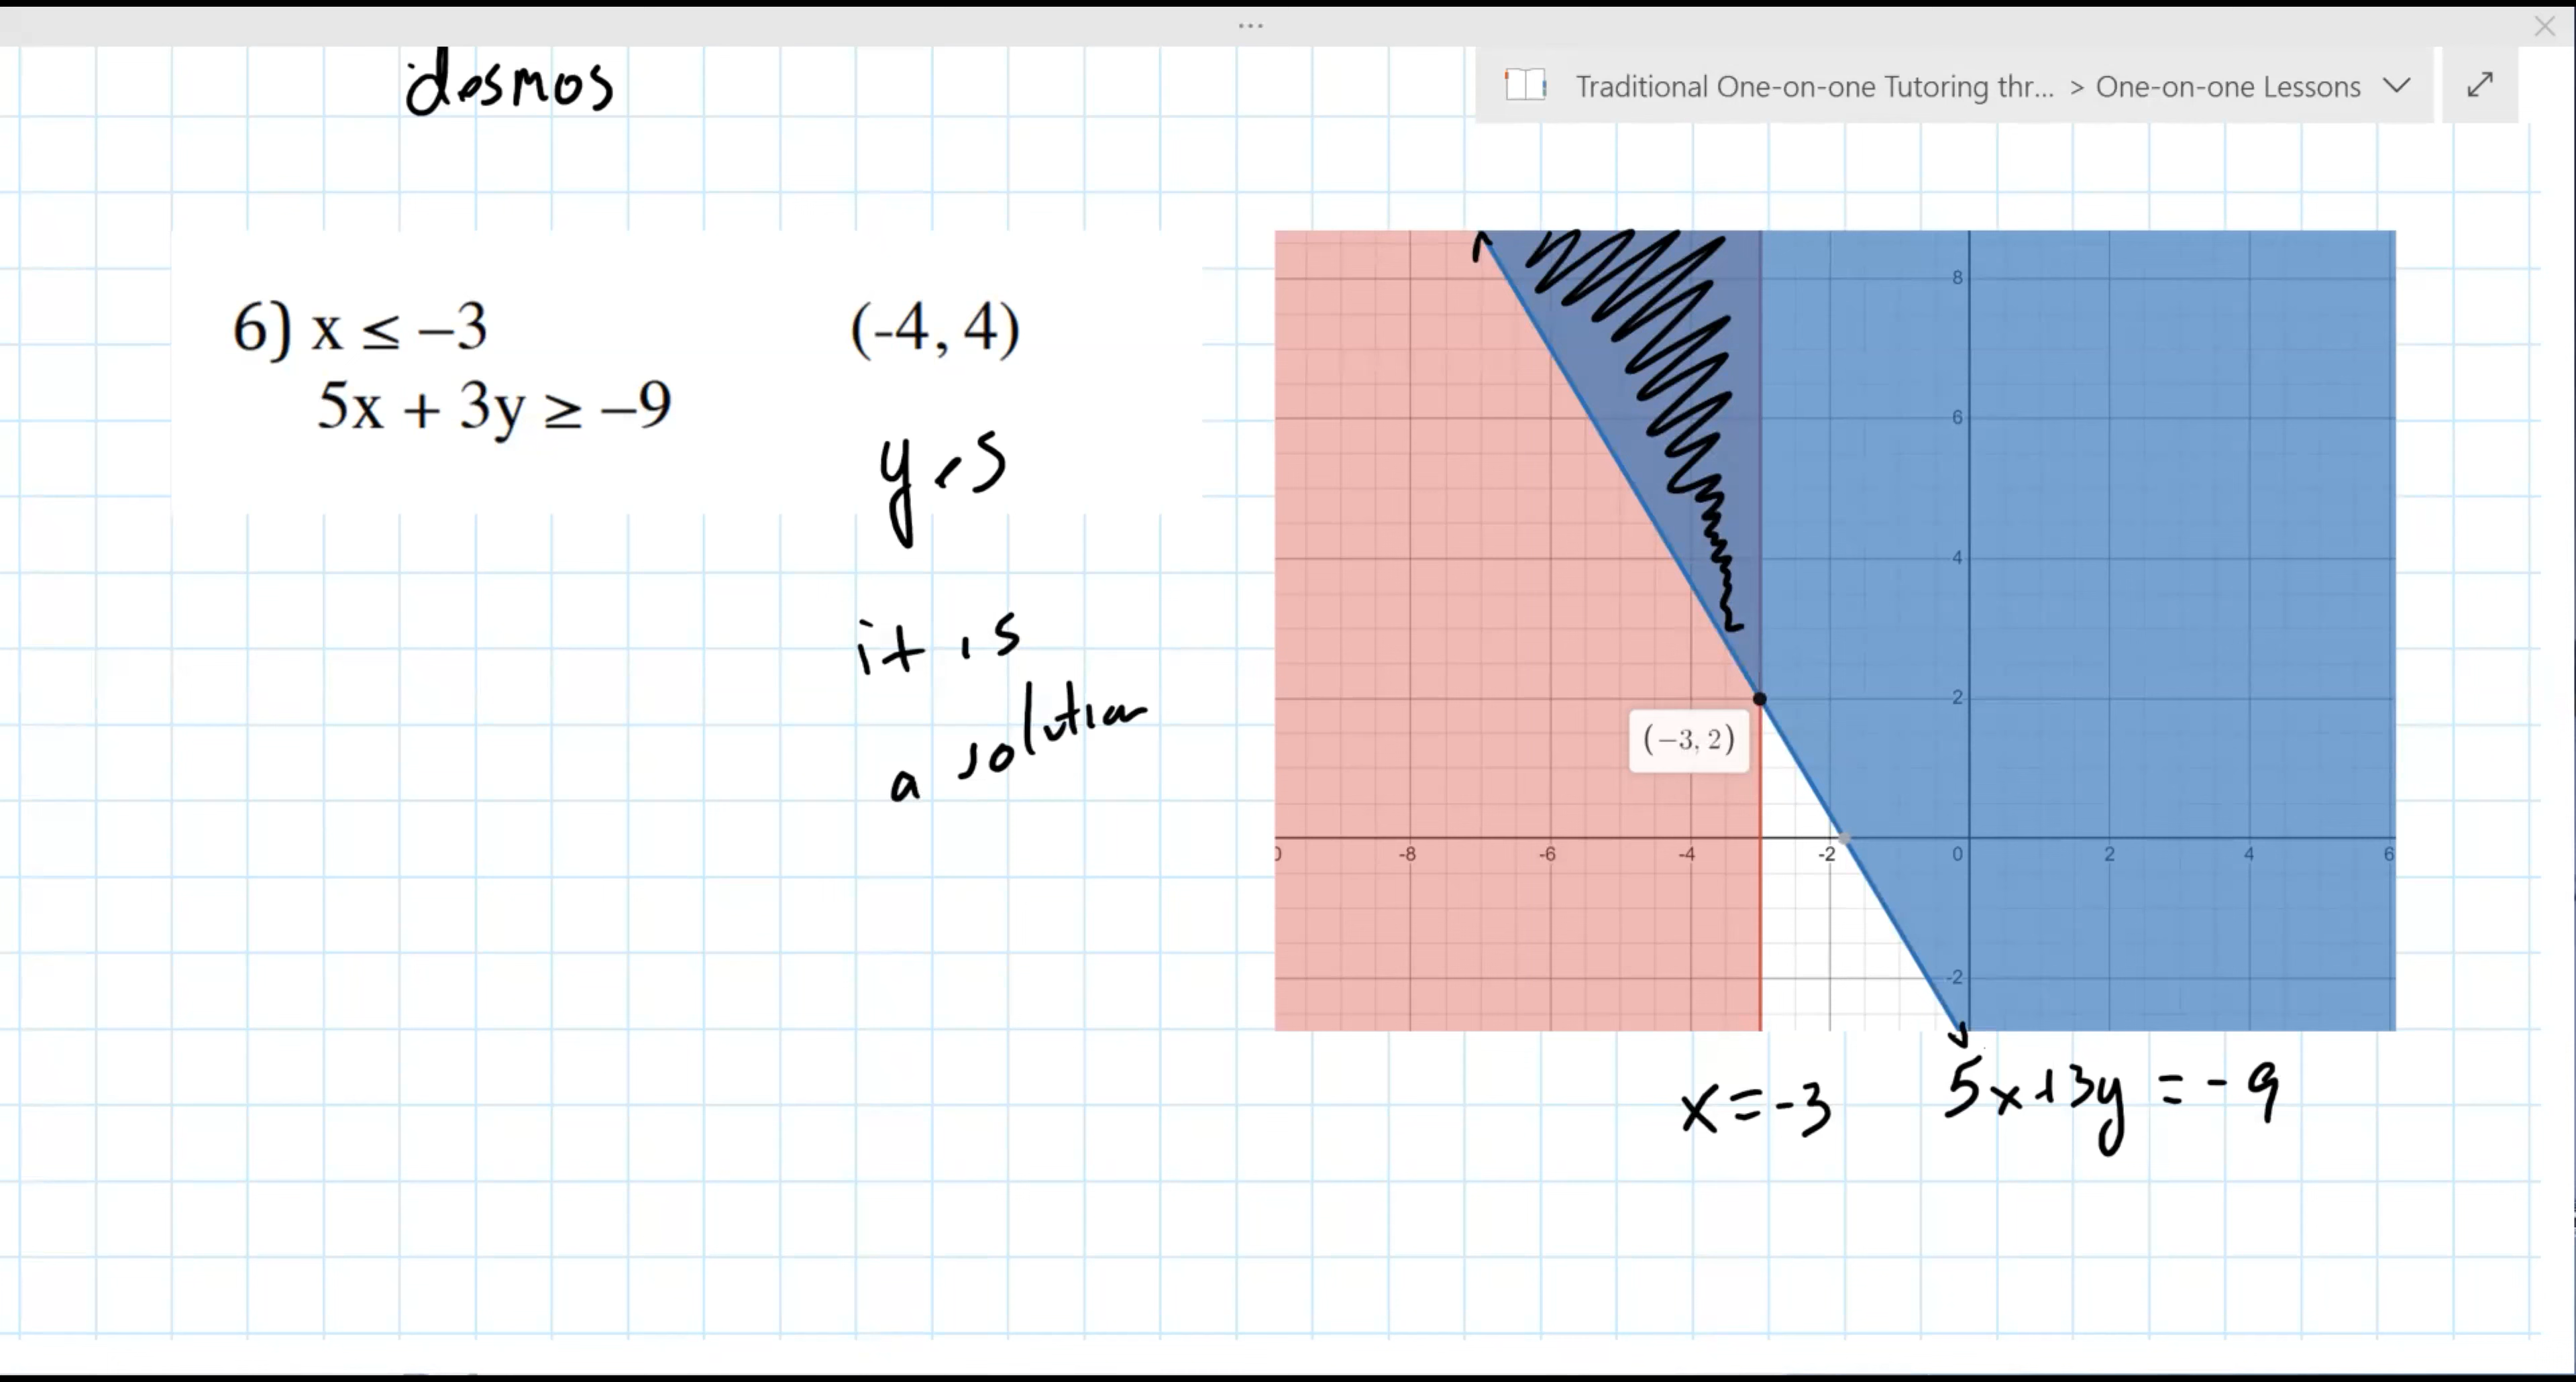 desmos
Traditional One-on-one Tutoring thr... > One-on-one Lessons
6) x ≤ −3
(-4, 4)
5x + 3y ≥ −9
yes
it is
a solution
8
6
4
2
(−3, 2)
-8
-6
-4
-2
0
2
4
6
-2
x = -3
5x+3y = -9